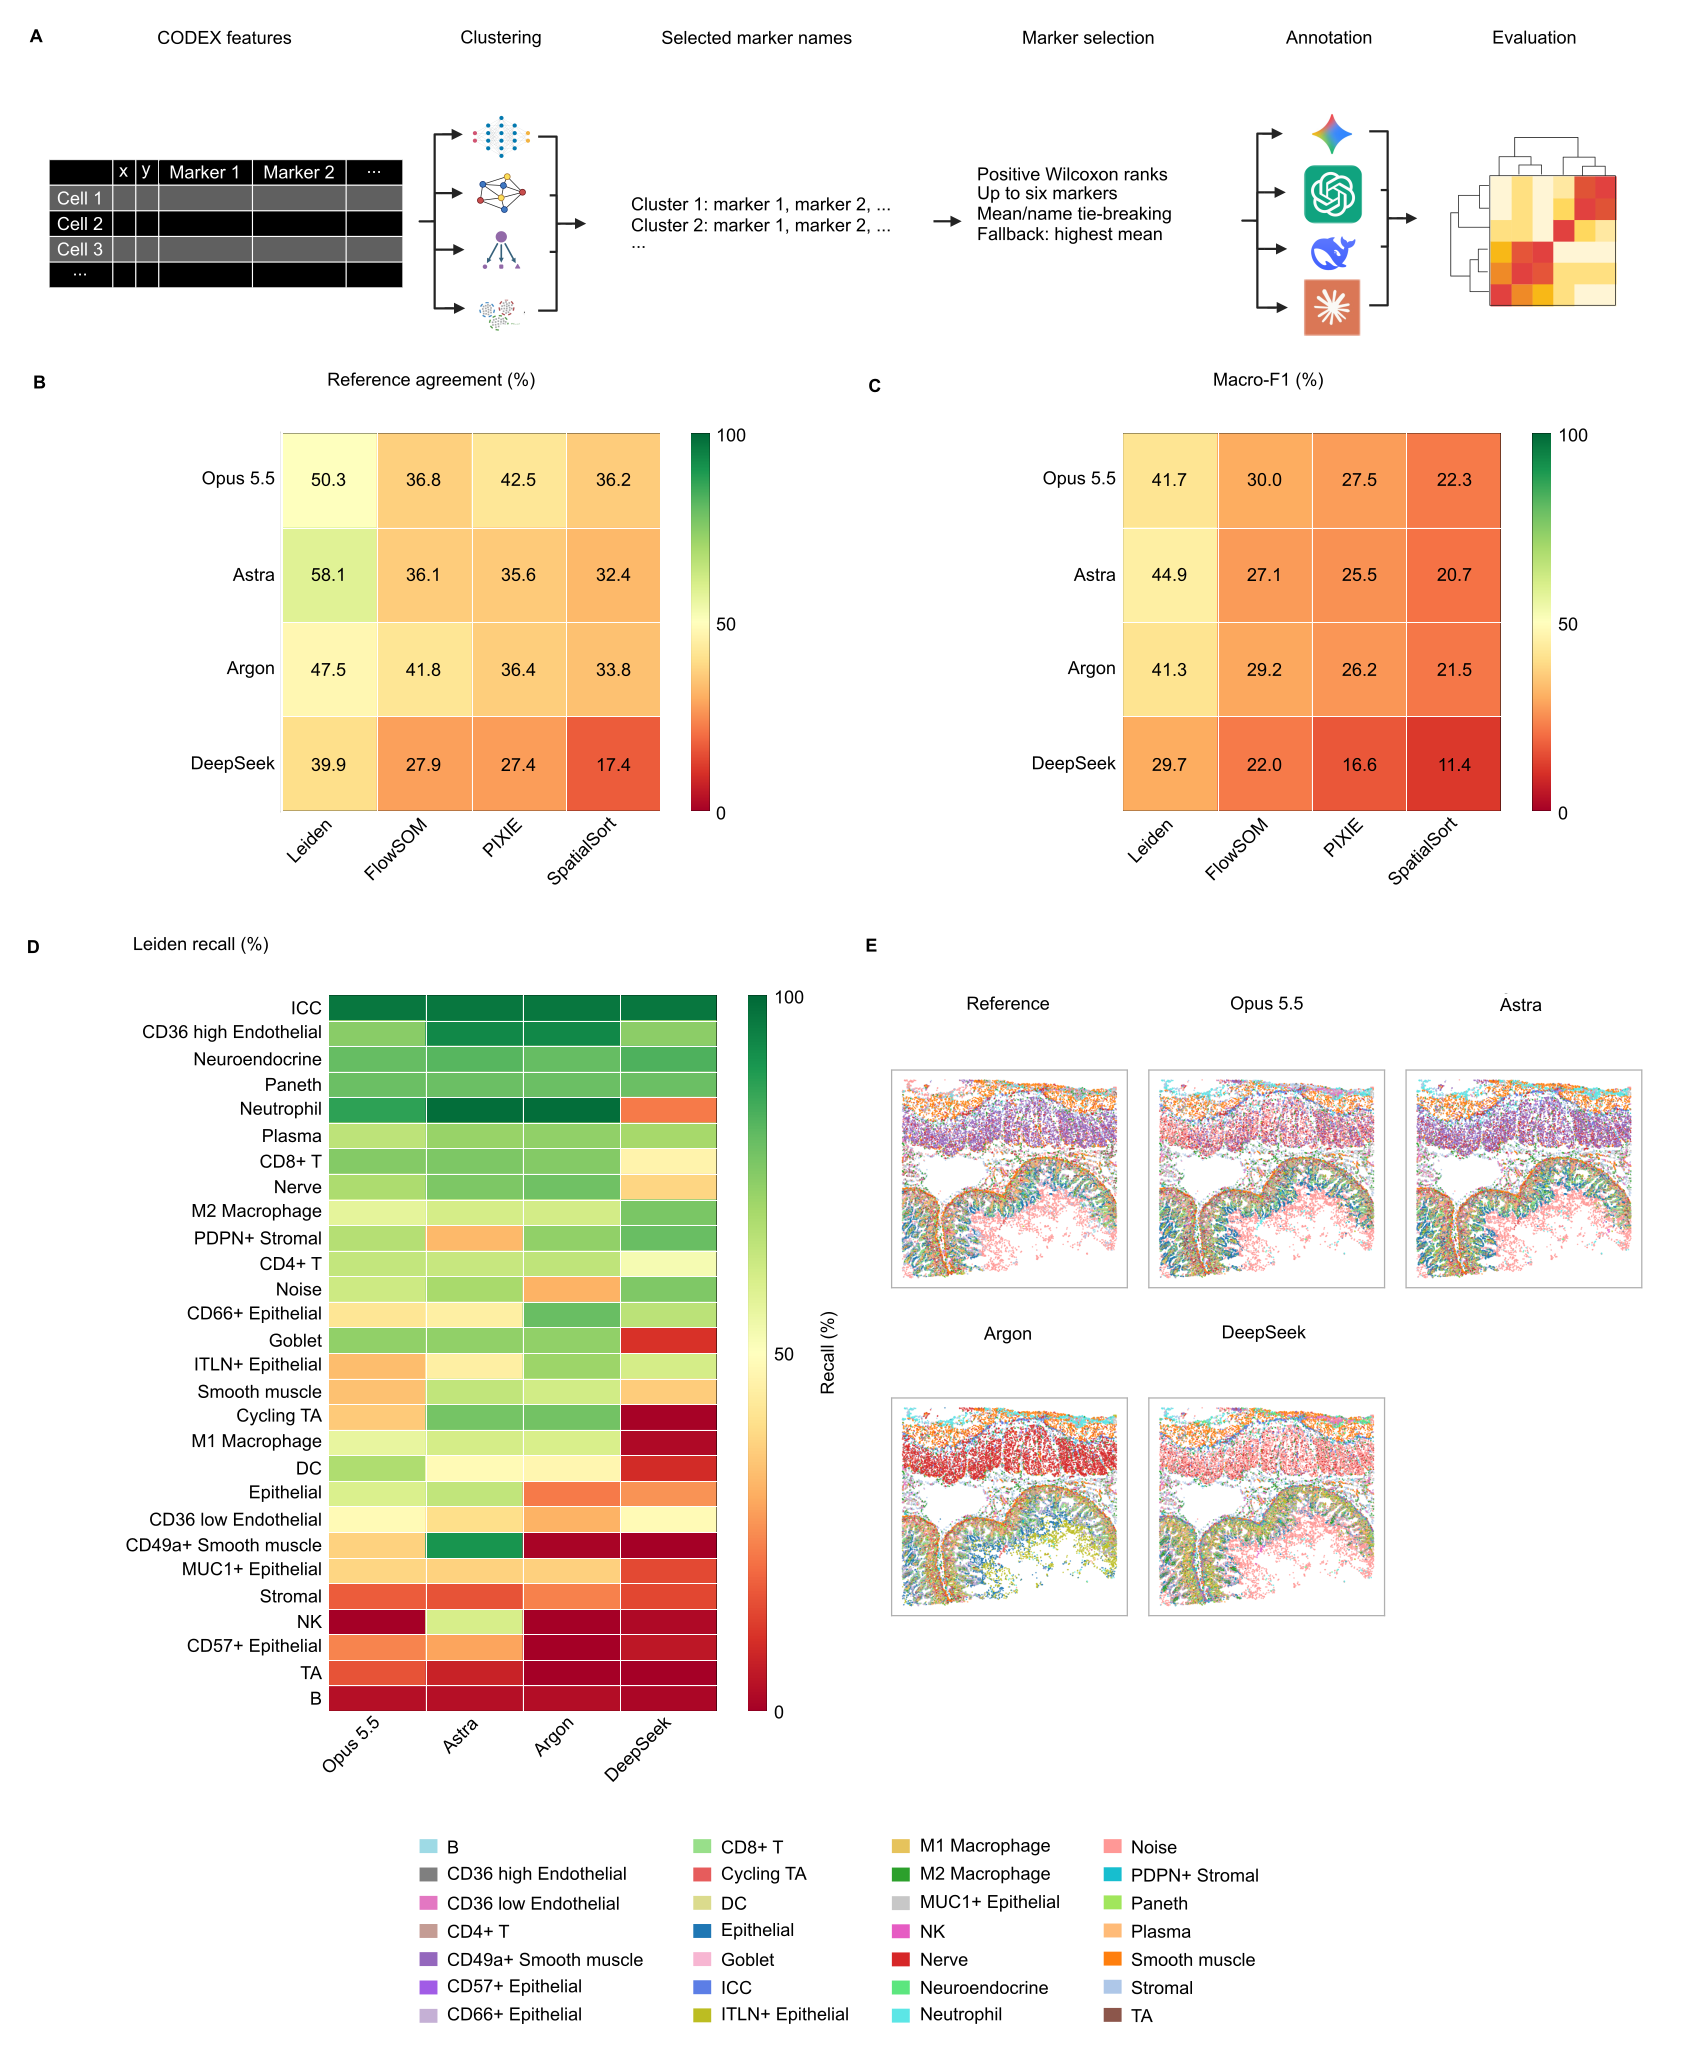 A
CODEX features
Clustering
Selected marker names
Marker selection
Annotation
Evaluation
x y Marker 1 Marker 2 ...
Cell 1
Cell 2
Cell 3
...
Cluster 1: marker 1, marker 2, ...
Cluster 2: marker 1, marker 2, ...
...
Positive Wilcoxon ranks
Up to six markers
Mean/name tie-breaking
Fallback: highest mean
B
Reference agreement (%)
Opus 5.5 50.3 36.8 42.5 36.2
Astra 58.1 36.1 35.6 32.4
Argon 47.5 41.8 36.4 33.8
DeepSeek 39.9 27.9 27.4 17.4
Leiden FlowSOM PIXIE SpatialSort
100
50
0
C
Macro-F1 (%)
Opus 5.5 41.7 30.0 27.5 22.3
Astra 44.9 27.1 25.5 20.7
Argon 41.3 29.2 26.2 21.5
DeepSeek 29.7 22.0 16.6 11.4
Leiden FlowSOM PIXIE SpatialSort
100
50
0
D
Leiden recall (%)
ICC
CD36 high Endothelial
Neuroendocrine
Paneth
Neutrophil
Plasma
CD8+ T
Nerve
M2 Macrophage
PDPN+ Stromal
CD4+ T
Noise
CD66+ Epithelial
Goblet
ITLN+ Epithelial
Smooth muscle
Cycling TA
M1 Macrophage
DC
Epithelial
CD36 low Endothelial
CD49a+ Smooth muscle
MUC1+ Epithelial
Stromal
NK
CD57+ Epithelial
TA
B
Opus 5.5 Astra Argon DeepSeek
100
50
0
Recall (%)
E
Reference
Opus 5.5
Astra
Argon
DeepSeek
B
CD36 high Endothelial
CD36 low Endothelial
CD4+ T
CD49a+ Smooth muscle
CD57+ Epithelial
CD66+ Epithelial
CD8+ T
Cycling TA
DC
Epithelial
Goblet
ICC
ITLN+ Epithelial
M1 Macrophage
M2 Macrophage
MUC1+ Epithelial
NK
Nerve
Neuroendocrine
Neutrophil
Noise
PDPN+ Stromal
Paneth
Plasma
Smooth muscle
Stromal
TA